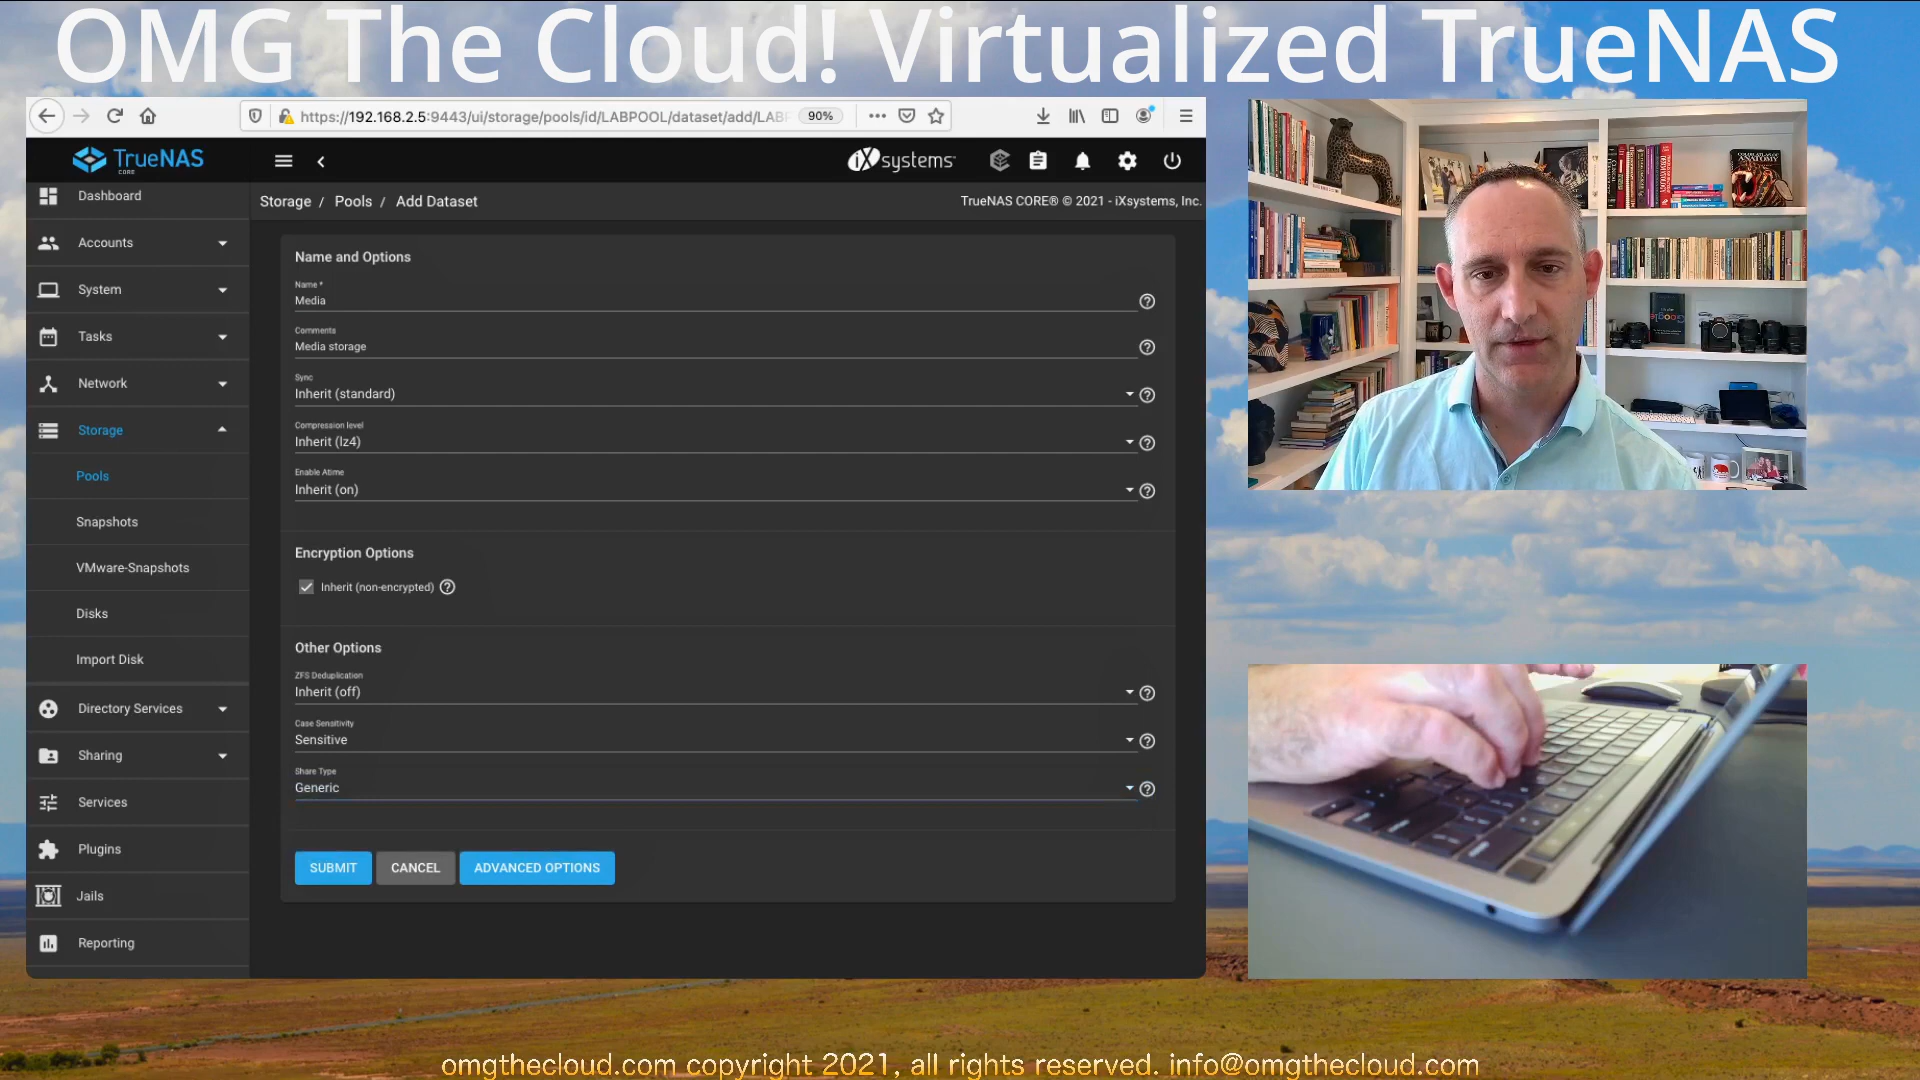 OMG The Cloud! Virtualized TrueNAS
https://192.168.2.5:9443/ui/storage/pools/id/LABPOOL/dataset/add/LABP
90%
TrueNAS
CORE
iXsystems
Dashboard
Accounts
System
Tasks
Network
Storage
Pools
Snapshots
VMware-Snapshots
Disks
Import Disk
Directory Services
Sharing
Services
Plugins
Jails
Reporting
Storage / Pools / Add Dataset
TrueNAS CORE® © 2021 - iXsystems, Inc.
Name and Options
Name *
Media
Comments
Media storage
Sync
Inherit (standard)
Compression level
Inherit (lz4)
Enable Atime
Inherit (on)
Encryption Options
Inherit (non-encrypted)
Other Options
ZFS Deduplication
Inherit (off)
Case Sensitivity
Sensitive
Share Type
Generic
SUBMIT
CANCEL
ADVANCED OPTIONS
ANATOMY
Google
omgthecloud.com copyright 2021, all rights reserved. info@omgthecloud.com